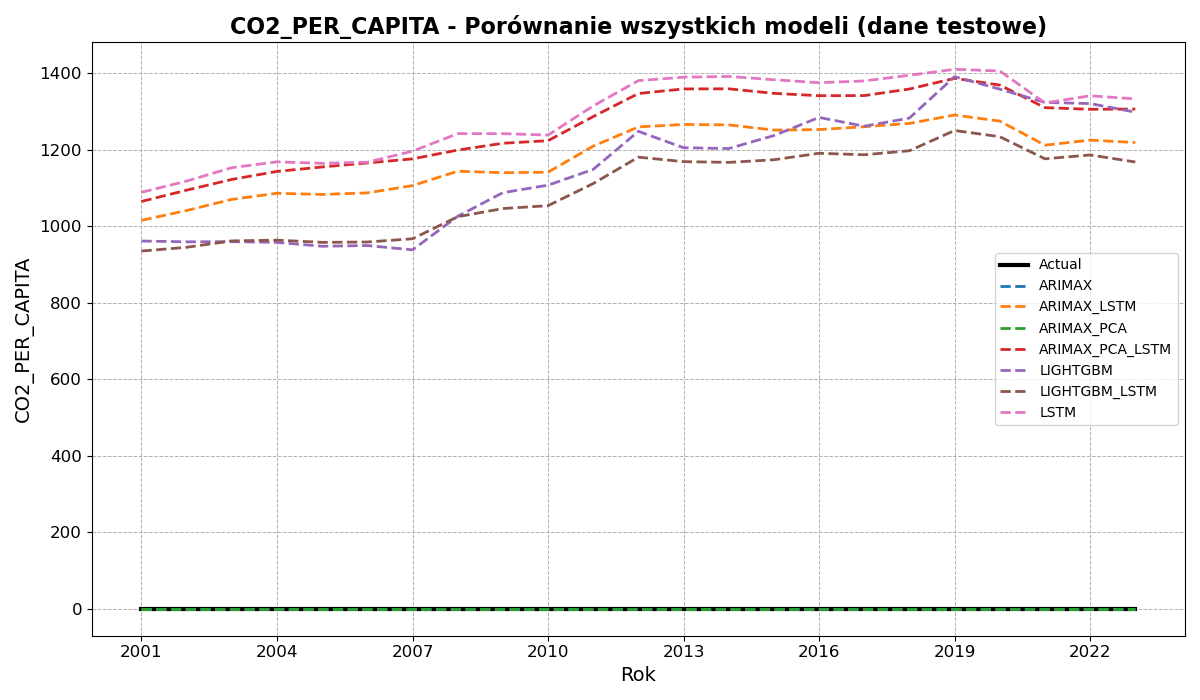 CO2_PER_CAPITA - Porównanie wszystkich modeli (dane testowe)
CO2_PER_CAPITA
1400
1200
1000
800
600
400
200
0
Actual
ARIMAX
ARIMAX_LSTM
ARIMAX_PCA
ARIMAX_PCA_LSTM
LIGHTGBM
LIGHTGBM_LSTM
LSTM
2001 2004 2007 2010 2013 2016 2019 2022
Rok